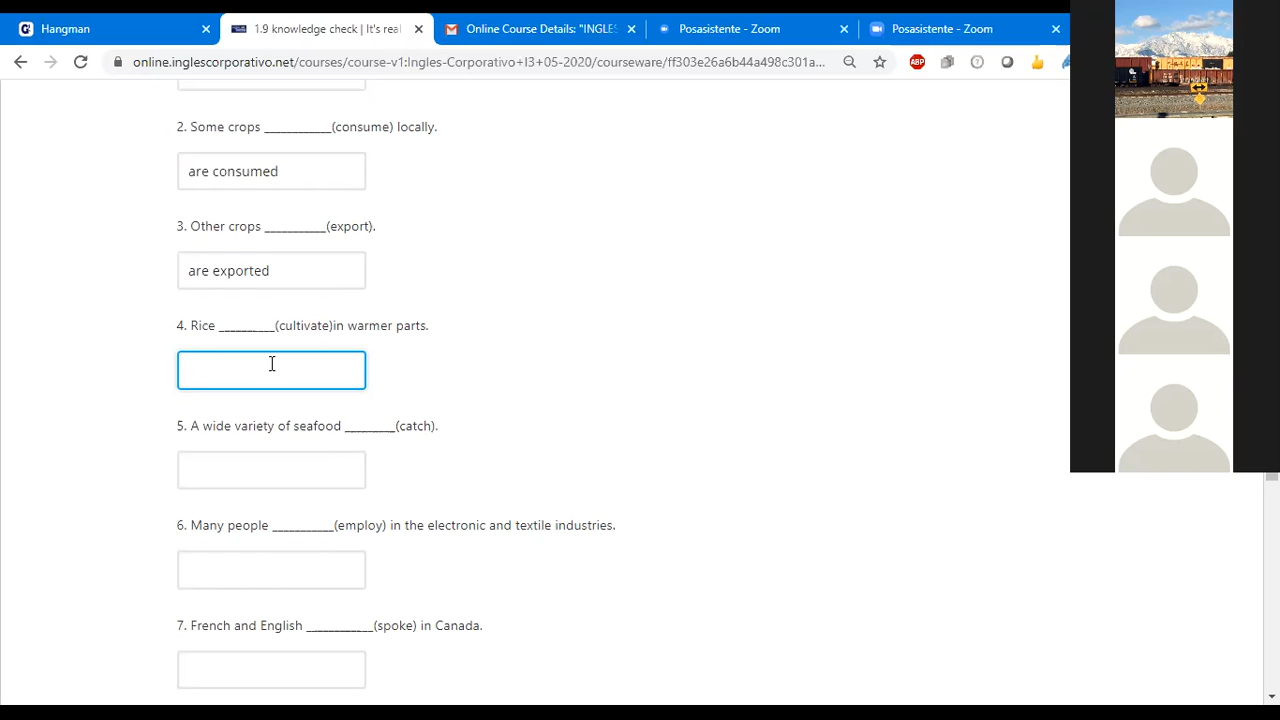 Hangman
1.9 knowledge check | It's real
Online Course Details: "INGLES
Posasistente - Zoom
Posasistente - Zoom
online.inglescorporativo.net/courses/course-v1:Ingles-Corporativo+I3+05-2020/courseware/ff303e26a6b44a498c301a...
ABP
2. Some crops ___________(consume) locally.
are consumed
3. Other crops __________(export).
are exported
4. Rice _________(cultivate)in warmer parts.
5. A wide variety of seafood ________(catch).
6. Many people __________(employ) in the electronic and textile industries.
7. French and English ___________(spoke) in Canada.